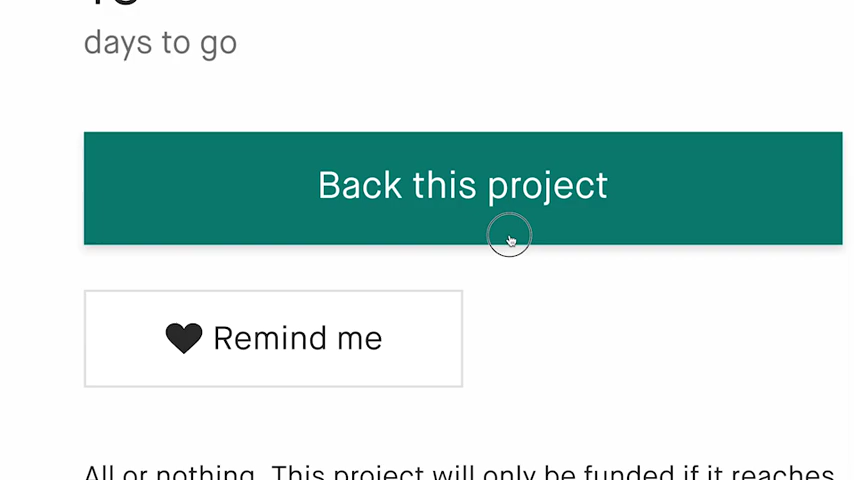 days to go
Back this project
Remind me
All or nothing. This project will only be funded if it reaches